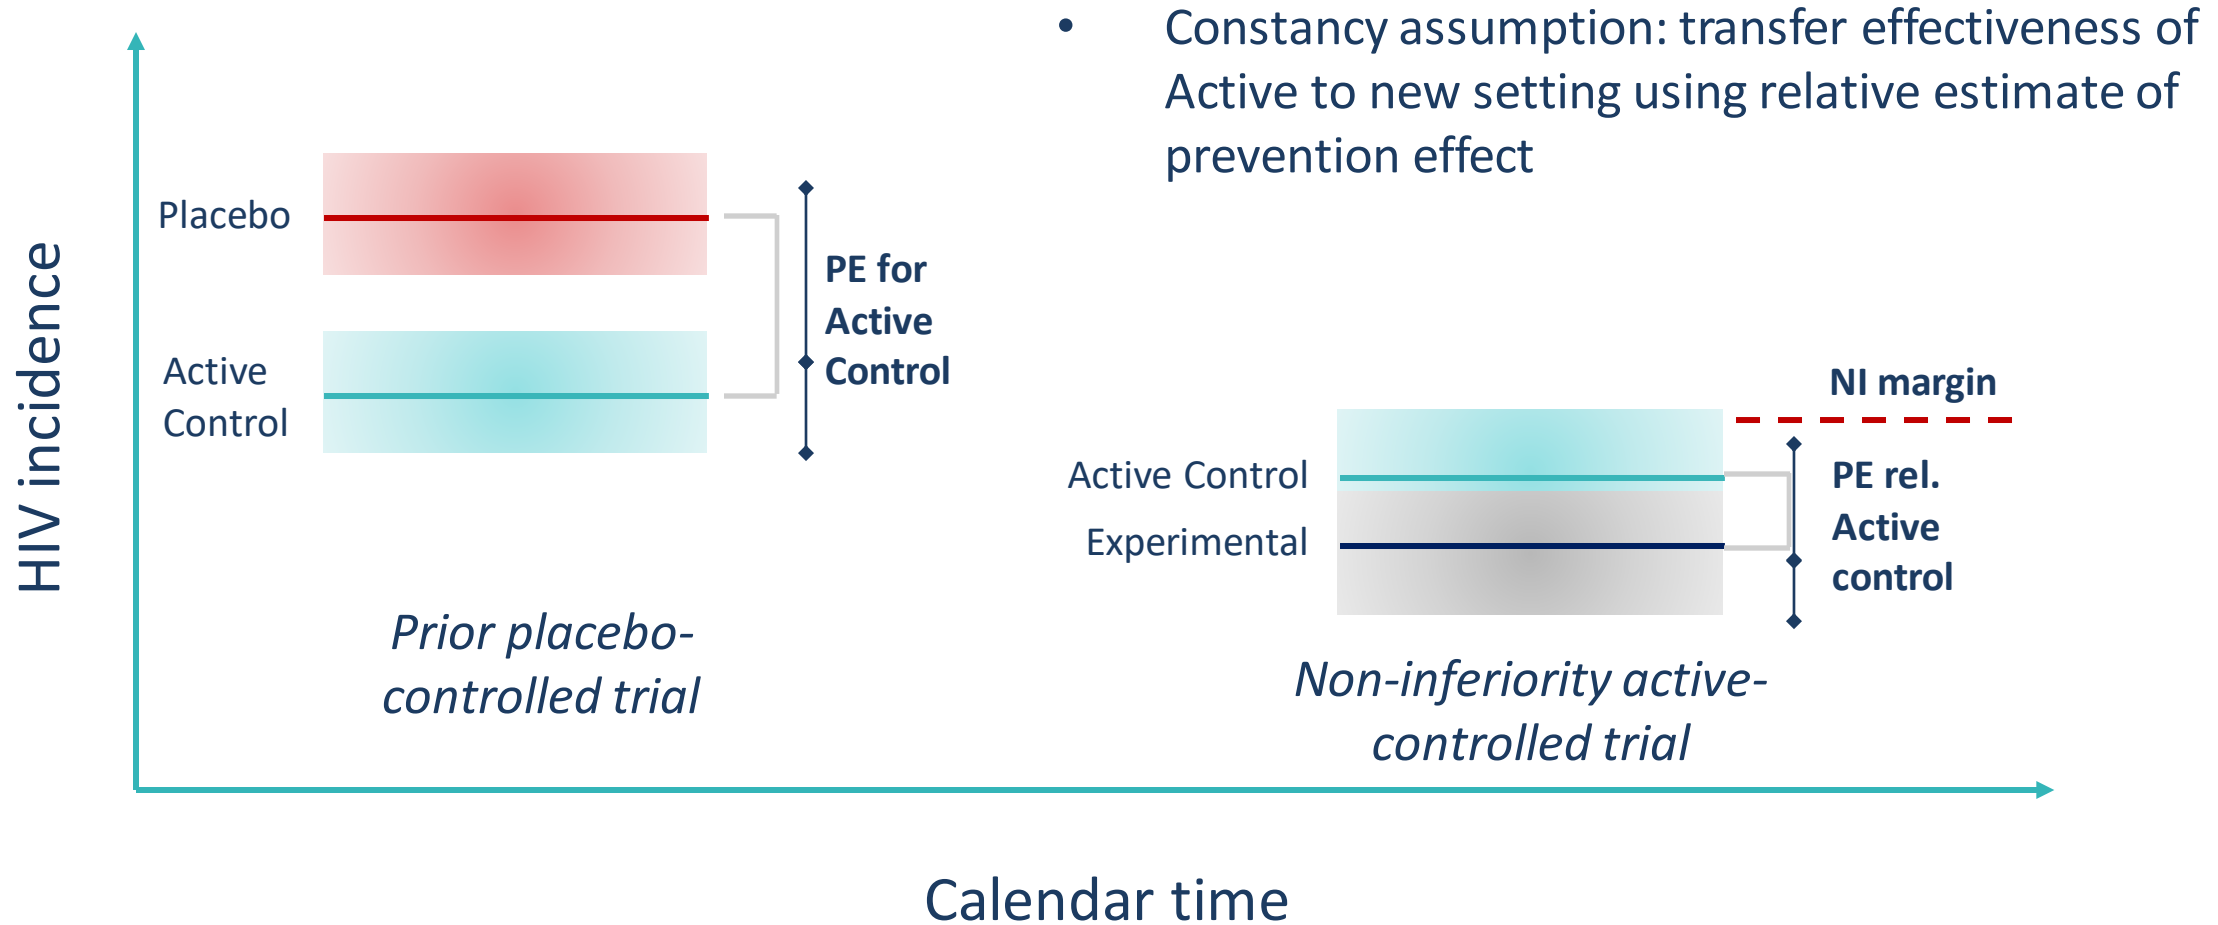 • Constancy assumption: transfer effectiveness of
Active to new setting using relative estimate of
prevention effect
HIV incidence
Placebo
Active
Control
PE for
Active
Control
Prior placebo-
controlled trial
NI margin
Active Control
Experimental
PE rel.
Active
control
Non-inferiority active-
controlled trial
Calendar time